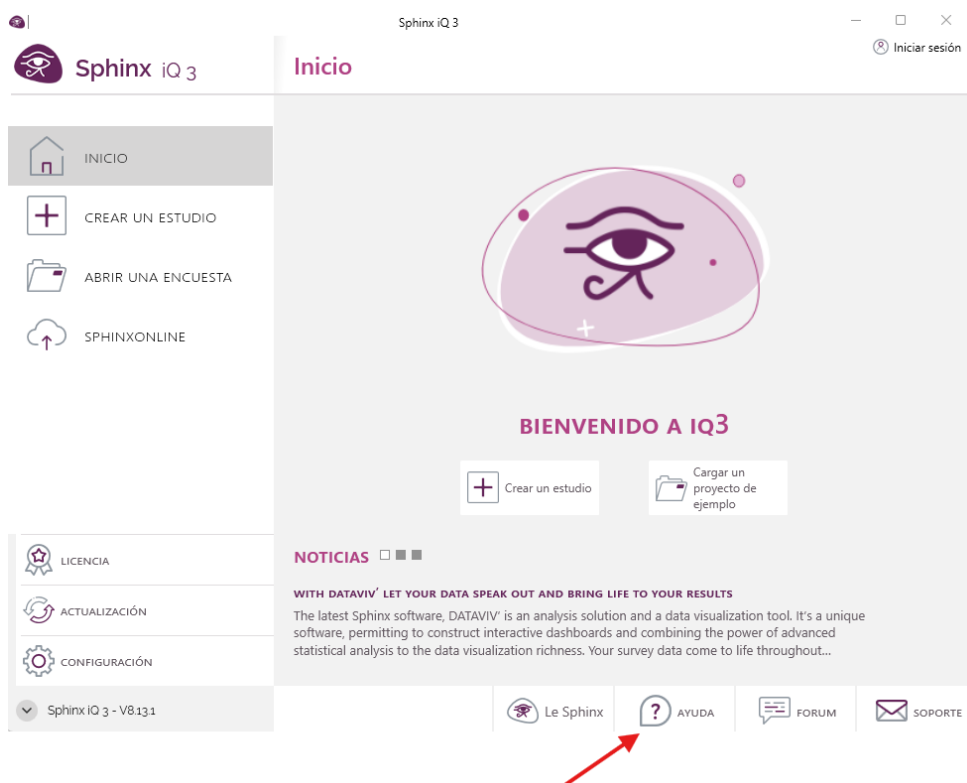 Sphinx iQ 3
Iniciar sesión
Sphinx iQ 3
Inicio
INICIO
CREAR UN ESTUDIO
ABRIR UNA ENCUESTA
SPHINXONLINE
BIENVENIDO A IQ3
Crear un estudio
Cargar un
proyecto de
ejemplo
LICENCIA
ACTUALIZACIÓN
CONFIGURACIÓN
NOTICIAS
WITH DATAVIV' LET YOUR DATA SPEAK OUT AND BRING LIFE TO YOUR RESULTS
The latest Sphinx software, DATAVIV' is an analysis solution and a data visualization tool. It's a unique
software, permitting to construct interactive dashboards and combining the power of advanced
statistical analysis to the data visualization richness. Your survey data come to life throughout...
Sphinx iQ 3 - V8.13.1
Le Sphinx
AYUDA
FORUM
SOPORTE